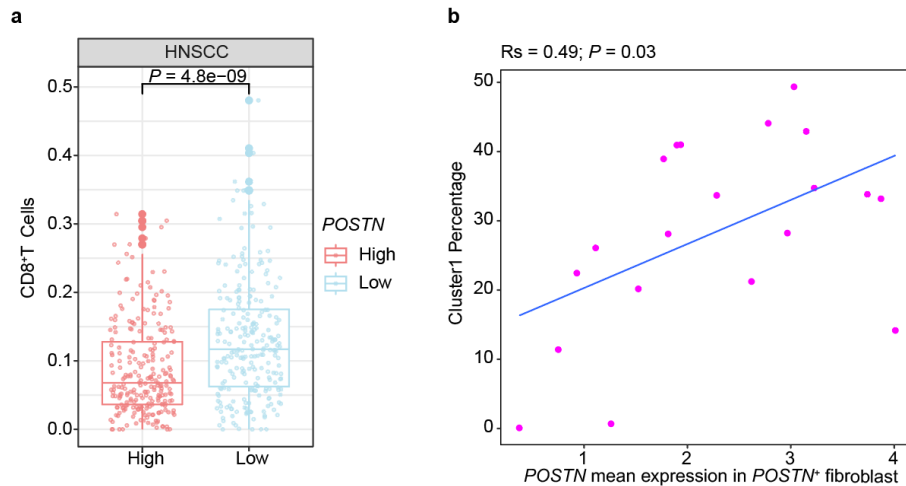 a
HNSCC
P = 4.8e−09
0.5
0.4
0.3
0.2
0.1
0.0
CD8⁺T Cells
High
Low
POSTN
High
Low
b
Rs = 0.49; P = 0.03
50
40
30
20
10
0
Cluster1 Percentage
1
2
3
4
POSTN mean expression in POSTN⁺ fibroblast